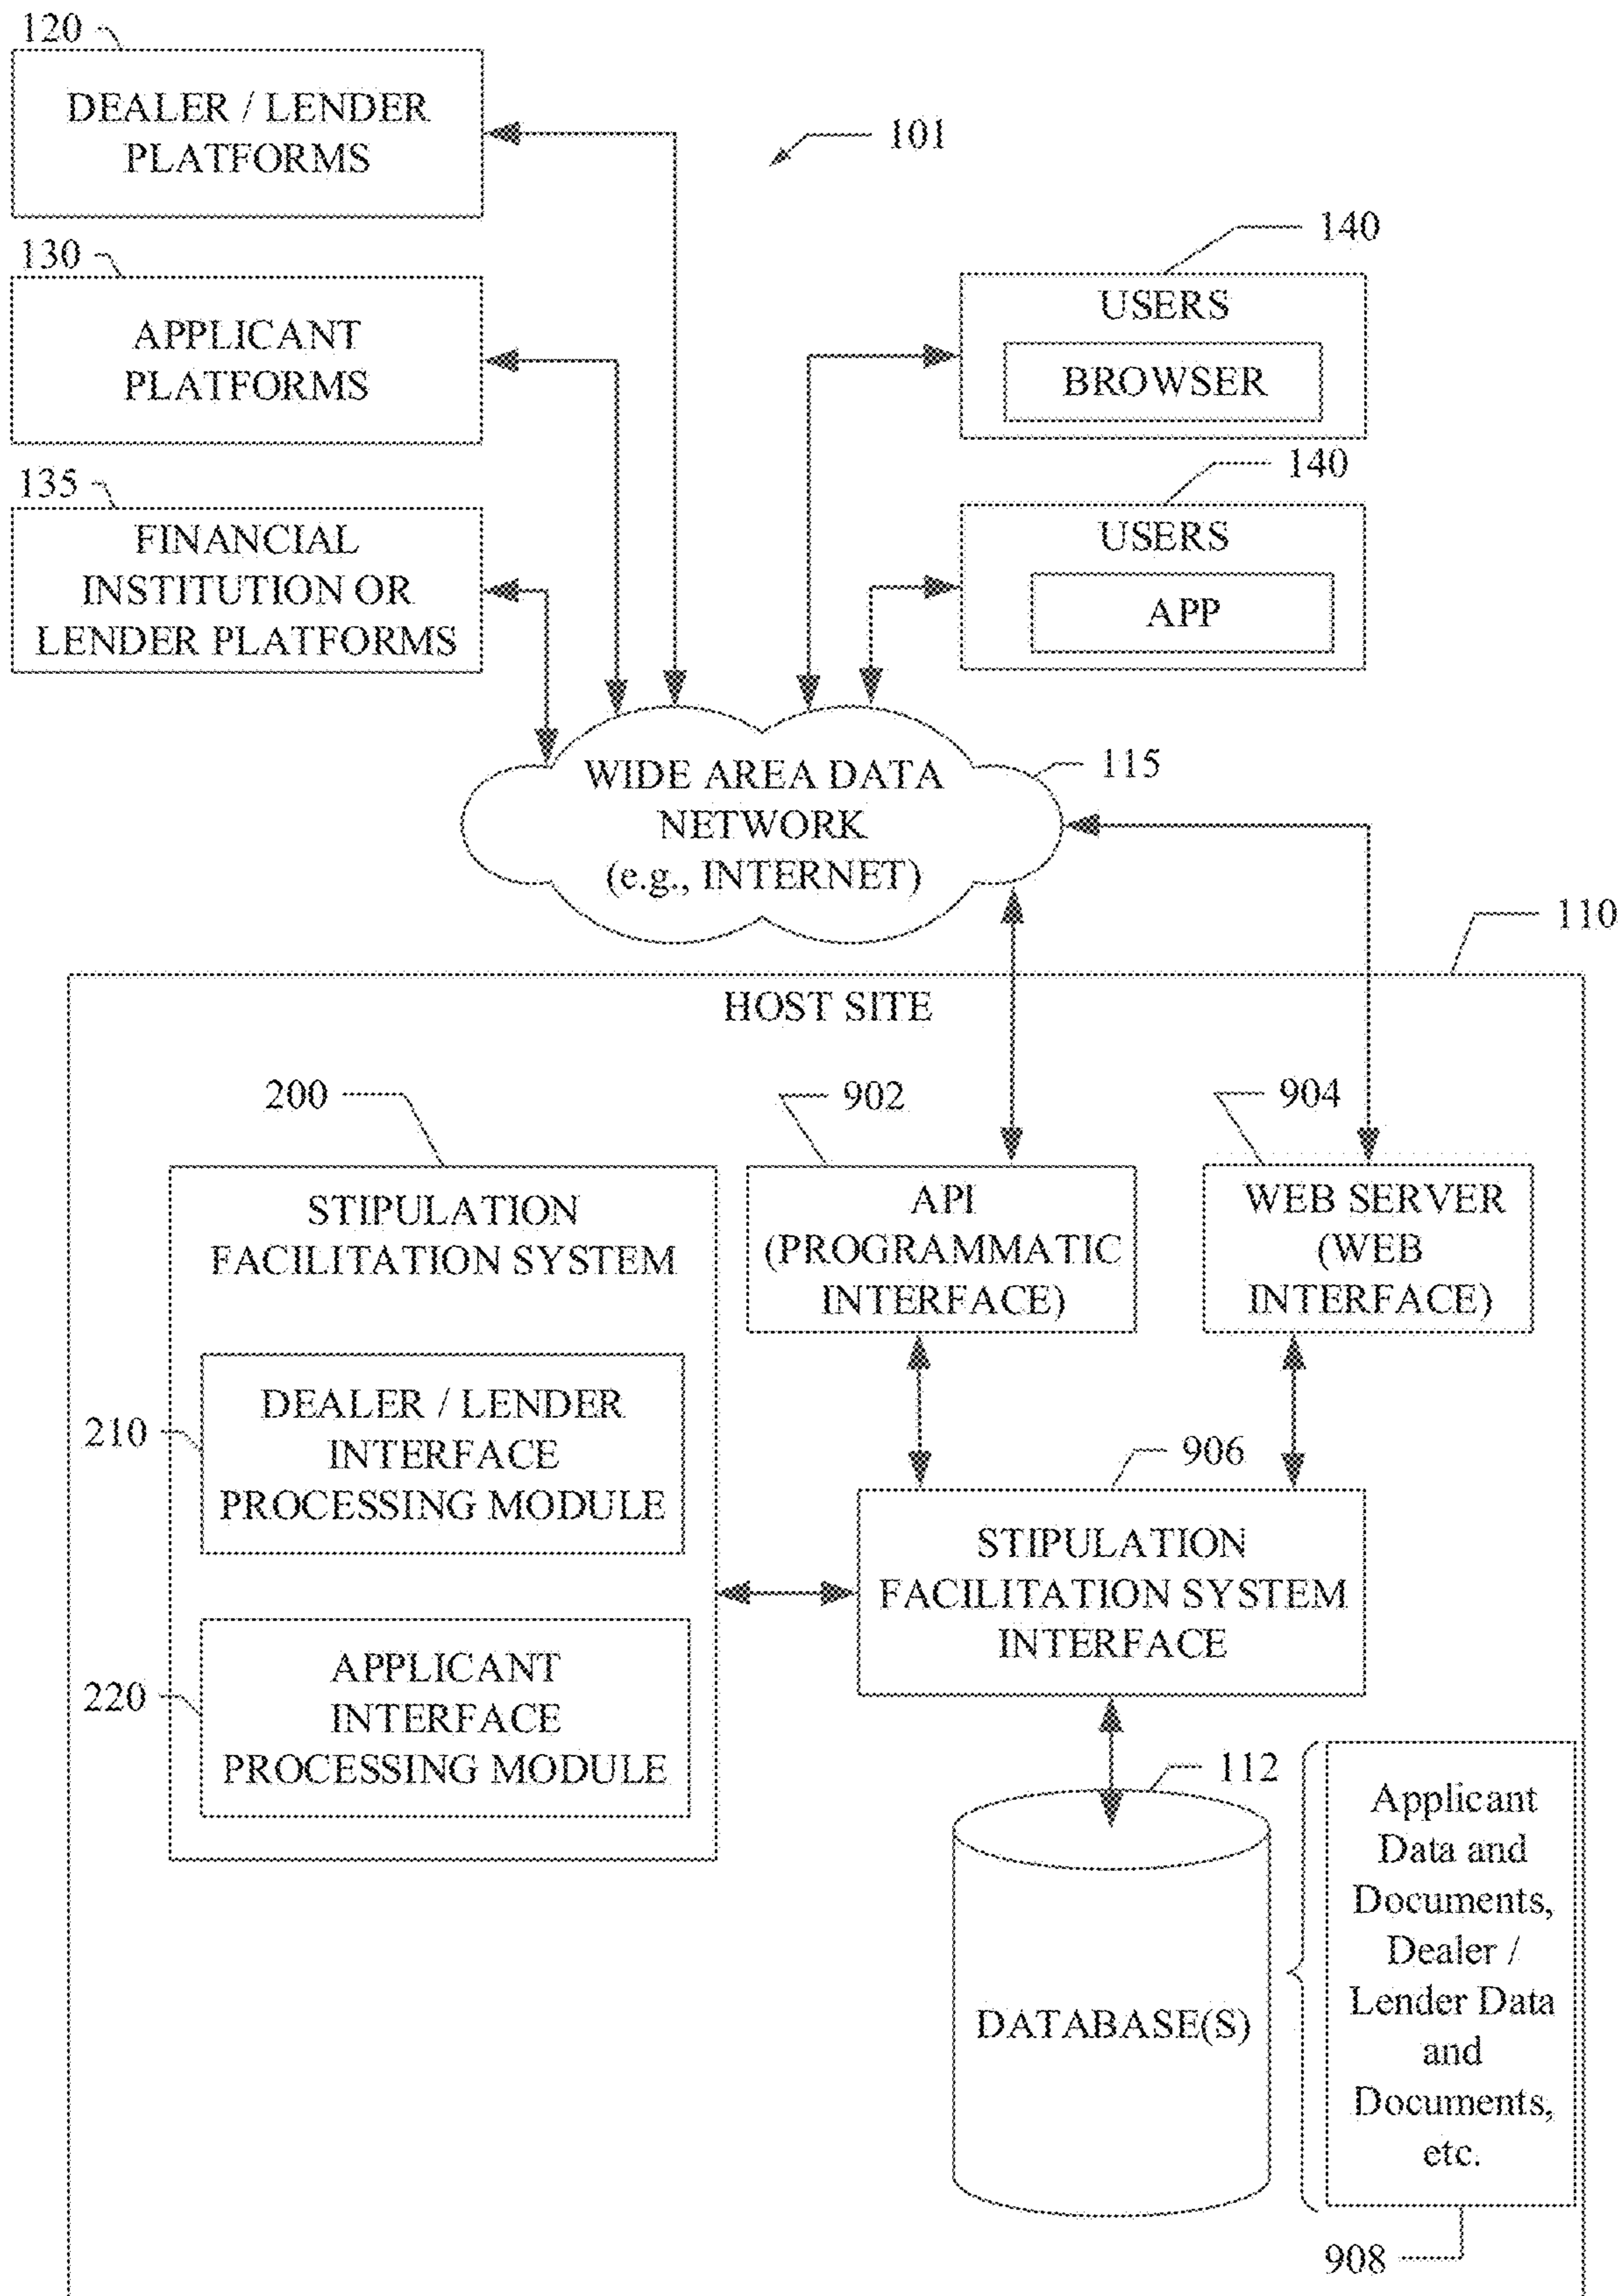 120
DEALER / LENDER
PLATFORMS
101
130
APPLICANT
PLATFORMS
140
USERS
BROWSER
135
FINANCIAL
INSTITUTION OR
LENDER PLATFORMS
140
USERS
APP
WIDE AREA DATA
NETWORK
(e.g., INTERNET)
115
110
HOST SITE
200
STIPULATION
FACILITATION SYSTEM
210
DEALER / LENDER
INTERFACE
PROCESSING MODULE
220
APPLICANT
INTERFACE
PROCESSING MODULE
902
API
(PROGRAMMATIC
INTERFACE)
904
WEB SERVER
(WEB
INTERFACE)
906
STIPULATION
FACILITATION SYSTEM
INTERFACE
112
DATABASE(S)
Applicant
Data and
Documents,
Dealer /
Lender Data
and
Documents,
etc.
908